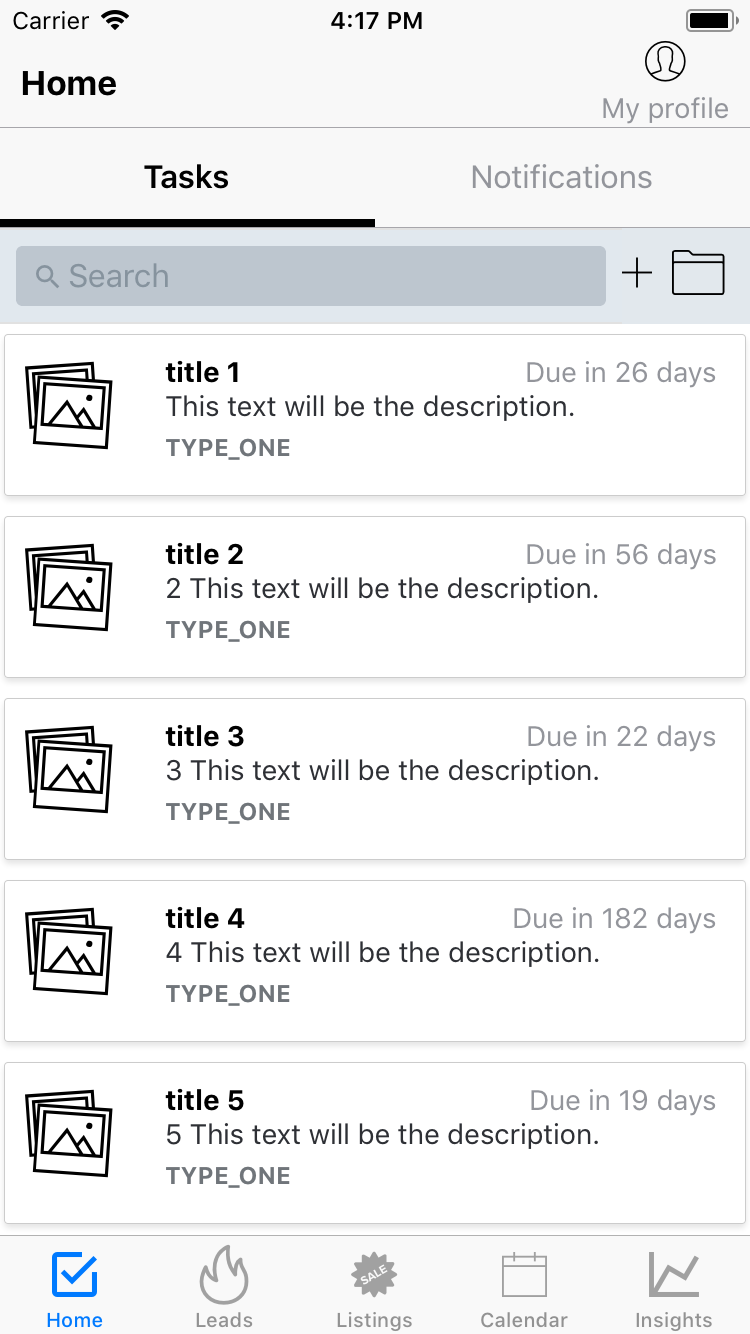 Carrier 4:17 PM
Home
My profile
Tasks Notifications
Search
title 1 Due in 26 days
This text will be the description.
TYPE_ONE
title 2 Due in 56 days
2 This text will be the description.
TYPE_ONE
title 3 Due in 22 days
3 This text will be the description.
TYPE_ONE
title 4 Due in 182 days
4 This text will be the description.
TYPE_ONE
title 5 Due in 19 days
5 This text will be the description.
TYPE_ONE
SALE
Home Leads Listings Calendar Insights